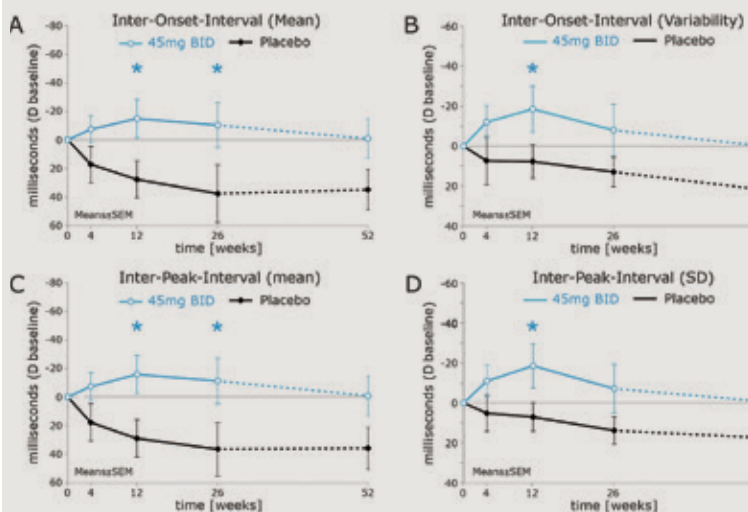 A
Inter-Onset-Interval (Mean)
45mg BID
Placebo
* *
milliseconds (D baseline)
-80
-60
-40
-20
0
20
40
60
Mean±SEM
0 4 12 26 52
time [weeks]
B
Inter-Onset-Interval (Variability)
45mg BID
Placebo
*
milliseconds (D baseline)
-60
-40
-20
0
20
40
Mean±SEM
0 4 12 26
time [weeks]
C
Inter-Peak-Interval (mean)
45mg BID
Placebo
* *
milliseconds (D baseline)
-80
-60
-40
-20
0
20
40
60
Mean±SEM
0 4 12 26 52
time [weeks]
D
Inter-Peak-Interval (SD)
45mg BID
Placebo
*
milliseconds (D baseline)
-60
-40
-20
0
20
40
Mean±SEM
0 4 12 26
time [weeks]